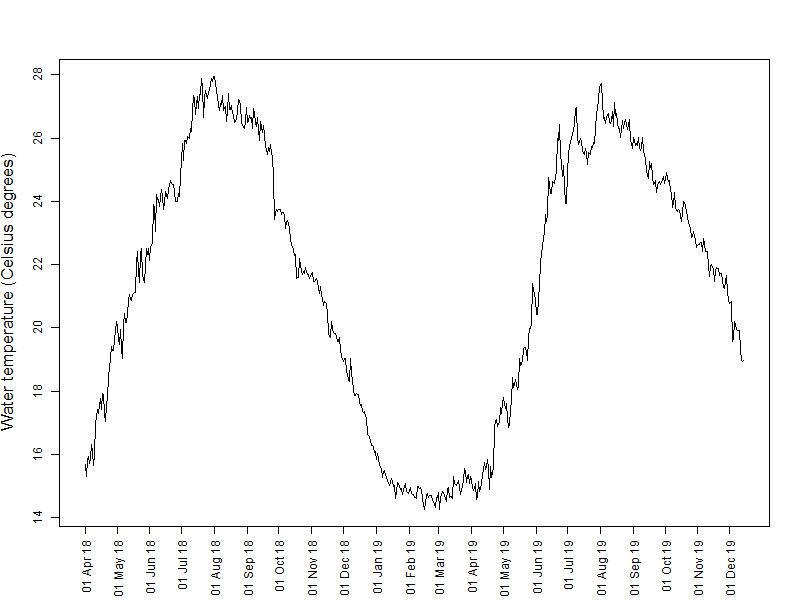 Water temperature (Celsius degrees)
28
26
24
22
20
18
16
14
01 Apr 18
01 May 18
01 Jun 18
01 Jul 18
01 Aug 18
01 Sep 18
01 Oct 18
01 Nov 18
01 Dec 18
01 Jan 19
01 Feb 19
01 Mar 19
01 Apr 19
01 May 19
01 Jun 19
01 Jul 19
01 Aug 19
01 Sep 19
01 Oct 19
01 Nov 19
01 Dec 19